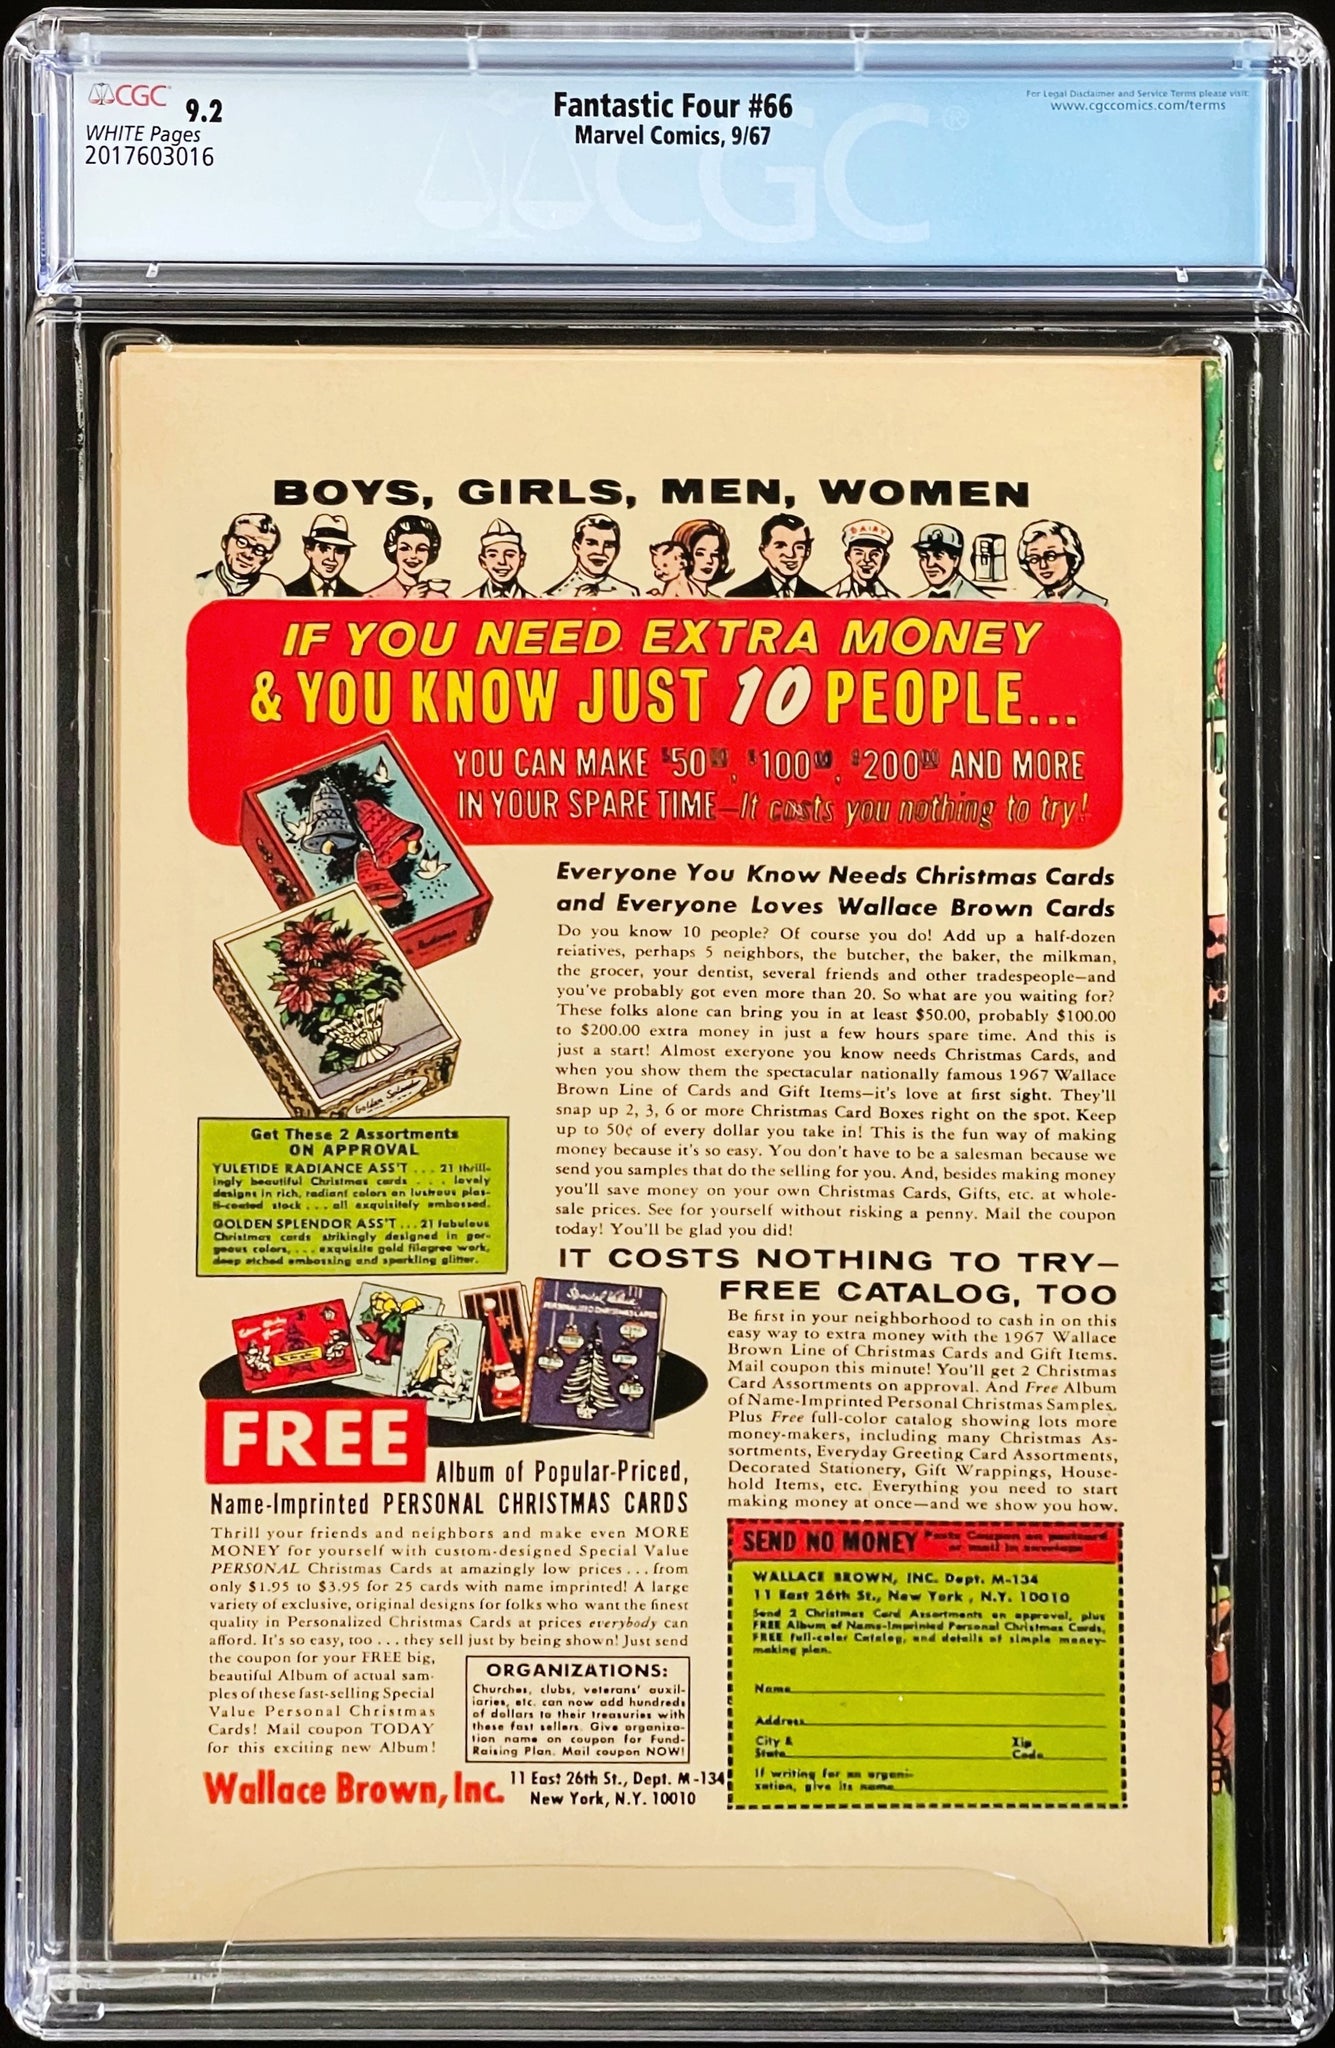 CGC 9.2
WHITE Pages
2017603016
Fantastic Four #66
Marvel Comics, 9/67
For Legal Disclaimer and Service Terms please visit:
www.cgccomics.com/terms
CGC
BOYS, GIRLS, MEN, WOMEN
DAIRY
IF YOU NEED EXTRA MONEY
& YOU KNOW JUST 10 PEOPLE...
YOU CAN MAKE $50.00, $100.00, $200.00 AND MORE
IN YOUR SPARE TIME—It costs you nothing to try!
Golden Splendor
Get These 2 Assortments
ON APPROVAL
YULETIDE RADIANCE ASS'T ... 21 thrill-
ingly beautiful Christmas cards ... lovely
designs in rich, radiant colors on lustrous plas-
ti-coated stock ... all exquisitely embossed.
GOLDEN SPLENDOR ASS'T ... 21 fabulous
Christmas cards strikingly designed in gor-
geous colors, ... exquisite gold filagree work,
deep etched embossing and sparkling glitter.
Everyone You Know Needs Christmas Cards
and Everyone Loves Wallace Brown Cards
Do you know 10 people? Of course you do! Add up a half-dozen
reiatives, perhaps 5 neighbors, the butcher, the baker, the milkman,
the grocer, your dentist, several friends and other tradespeople—and
you've probably got even more than 20. So what are you waiting for?
These folks alone can bring you in at least $50.00, probably $100.00
to $200.00 extra money in just a few hours spare time. And this is
just a start! Almost exeryone you know needs Christmas Cards, and
when you show them the spectacular nationally famous 1967 Wallace
Brown Line of Cards and Gift Items—it's love at first sight. They'll
snap up 2, 3, 6 or more Christmas Card Boxes right on the spot. Keep
up to 50¢ of every dollar you take in! This is the fun way of making
money because it's so easy. You don't have to be a salesman because we
send you samples that do the selling for you. And, besides making money
you'll save money on your own Christmas Cards, Gifts, etc. at whole-
sale prices. See for yourself without risking a penny. Mail the coupon
today! You'll be glad you did!
IT COSTS NOTHING TO TRY—
FREE CATALOG, TOO
Be first in your neighborhood to cash in on this
easy way to extra money with the 1967 Wallace
Brown Line of Christmas Cards and Gift Items.
Mail coupon this minute! You'll get 2 Christmas
Card Assortments on approval. And Free Album
of Name-Imprinted Personal Christmas Samples.
Plus Free full-color catalog showing lots more
money-makers, including many Christmas As-
sortments, Everyday Greeting Card Assortments,
Decorated Stationery, Gift Wrappings, House-
hold Items, etc. Everything you need to start
making money at once—and we show you how.
Special Value
PERSONALIZED CHRISTMAS CARDS
FREE
Album of Popular-Priced,
Name-Imprinted PERSONAL CHRISTMAS CARDS
Thrill your friends and neighbors and make even MORE
MONEY for yourself with custom-designed Special Value
PERSONAL Christmas Cards at amazingly low prices ... from
only $1.95 to $3.95 for 25 cards with name imprinted! A large
variety of exclusive, original designs for folks who want the finest
quality in Personalized Christmas Cards at prices everybody can
afford. It's so easy, too ... they sell just by being shown! Just send
the coupon for your FREE big,
beautiful Album of actual sam-
ples of these fast-selling Special
Value Personal Christmas
Cards! Mail coupon TODAY
for this exciting new Album!
ORGANIZATIONS:
Churches, clubs, veterans' auxil-
iaries, etc. can now add hundreds
of dollars to their treasuries with
these fast sellers. Give organiza-
tion name on coupon for Fund-
Raising Plan. Mail coupon NOW!
Wallace Brown, Inc. 11 East 26th St., Dept. M-134
New York, N.Y. 10010
SEND NO MONEY Paste Coupon on postcard
or mail in envelope
WALLACE BROWN, INC. Dept. M-134
11 East 26th St., New York , N.Y. 10010
Send 2 Christmas Card Assortments on approval, plus
FREE Album of Name-Imprinted Personal Christmas Cards,
FREE full-color Catalog, and details of simple money-
making plan.
Name
Address
City &
State
Zip
Code
If writing for an organi-
zation, give its name